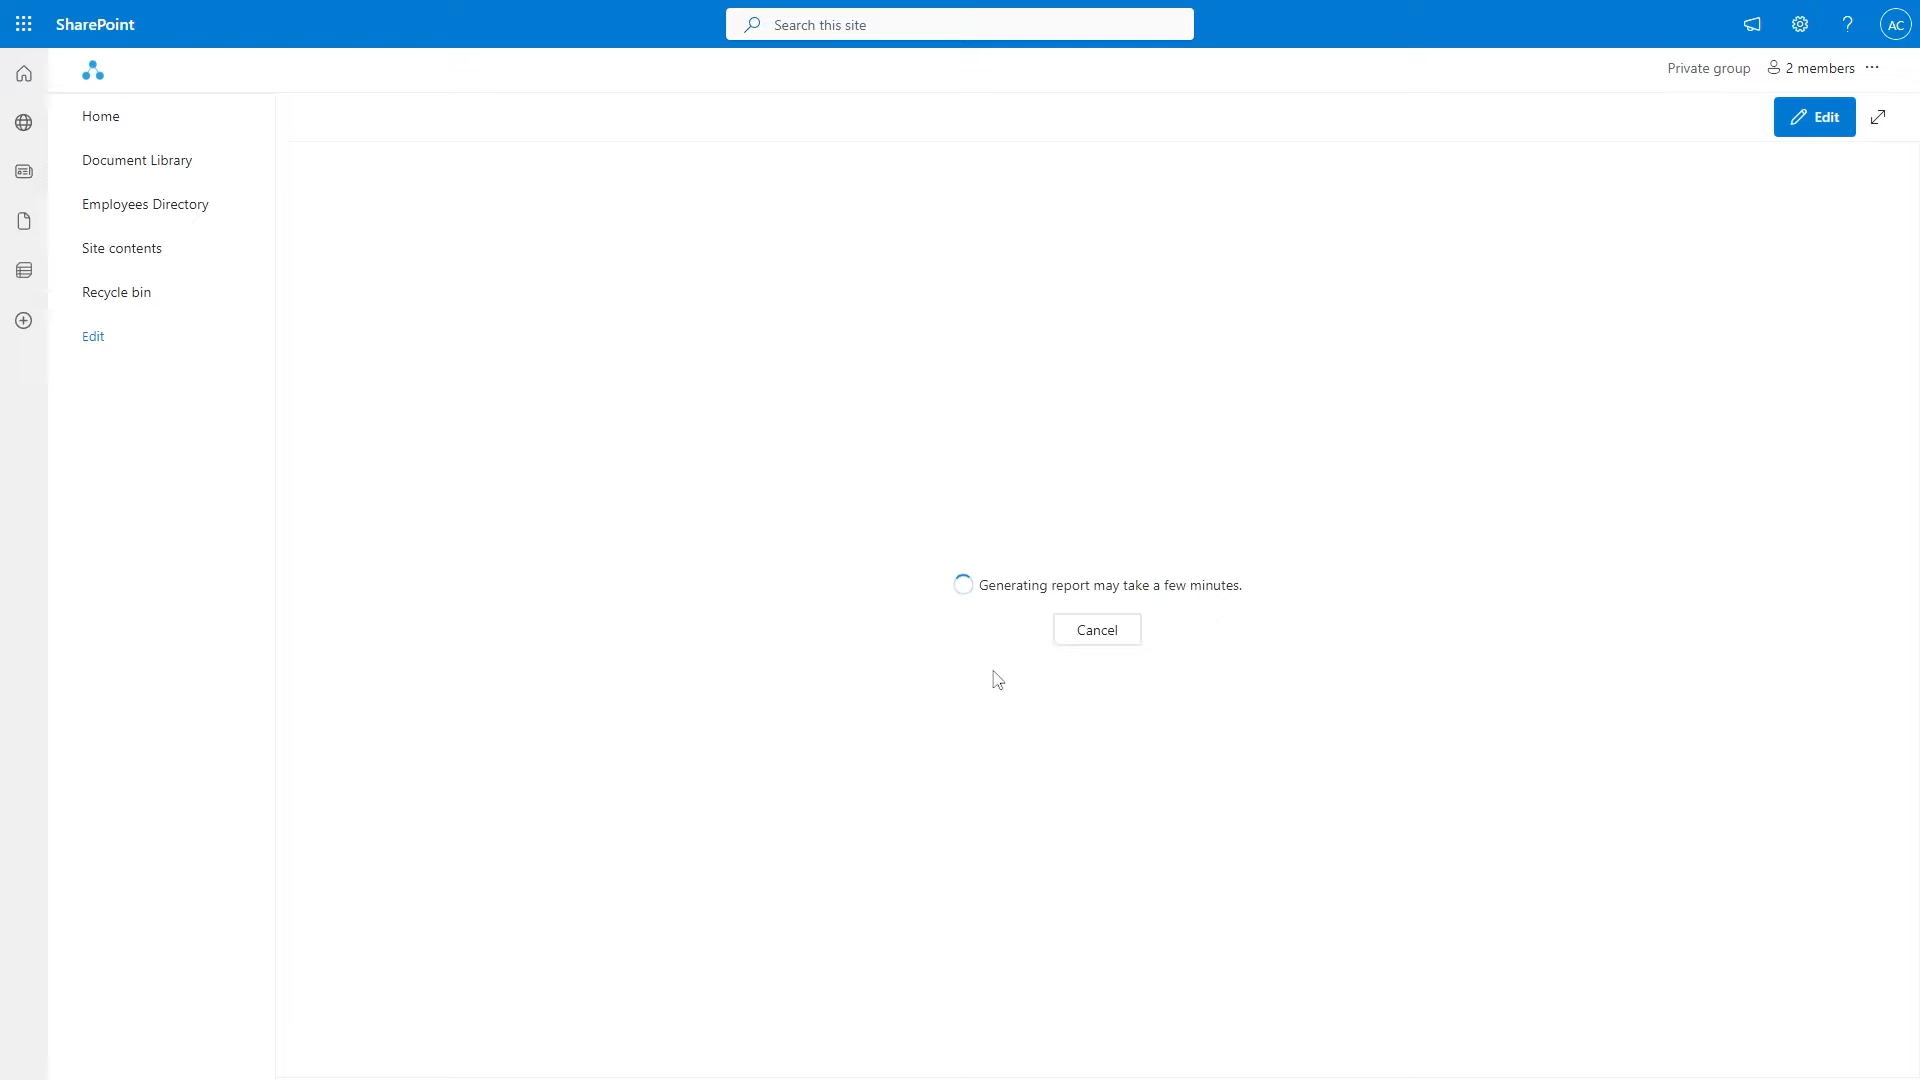 SharePoint
Search this site
?
AC
Private group
2 members
Home
Edit
Document Library
Employees Directory
Site contents
Recycle bin
Edit
Generating report may take a few minutes.
Cancel